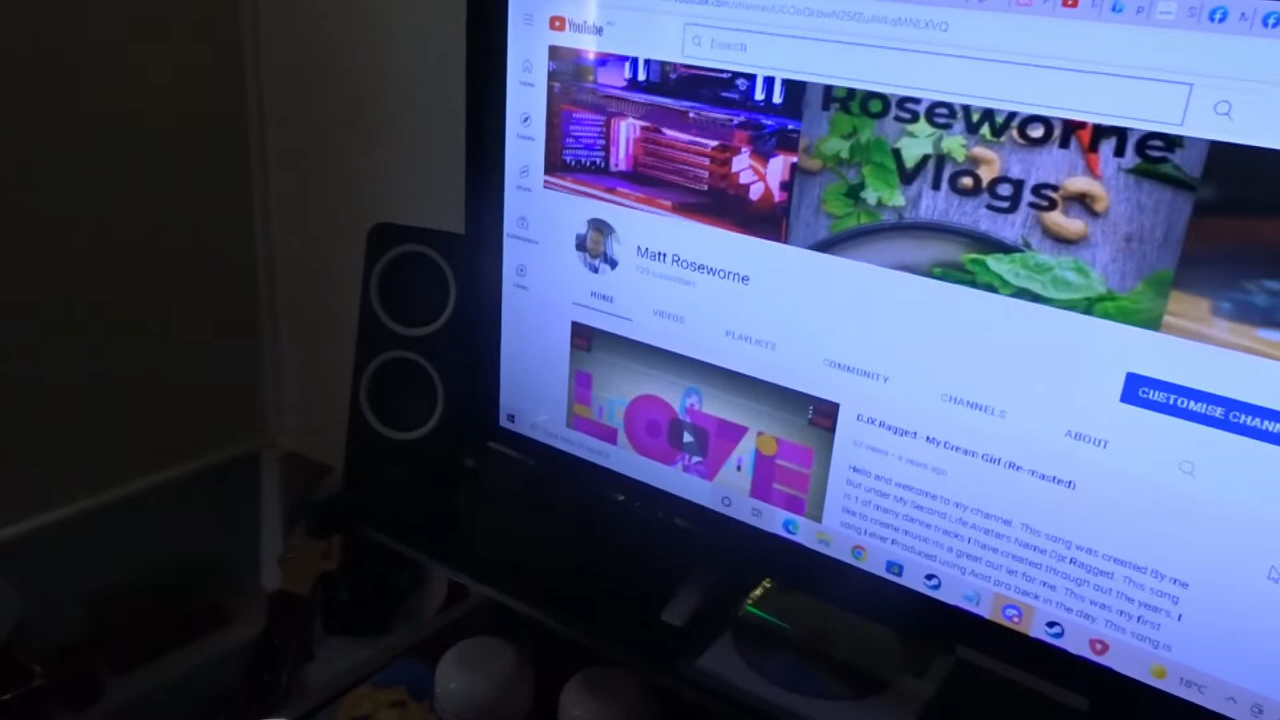 YouTube
Search
Roseworne
Vlogs
Matt Roseworne
HOME
VIDEOS
PLAYLISTS
COMMUNITY
CHANNELS
ABOUT
CUSTOMISE CHANN
LOVE
DJX Ragged - My Dream Girl (Re-masted)
Hello and welcome to my channel. This song was created By me
but under My Second Life Avatars Name Djx Ragged. This song
is 1 of many dance tracks I have created through out the years. I
like to create music its a great out let for me. This was my first
song I ever Produced using Acid pro back in the day. This song is
18°C